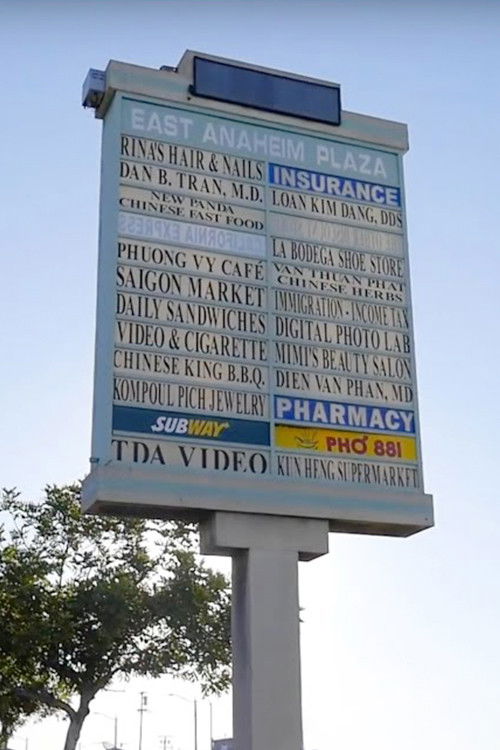 EAST ANAHEIM PLAZA
RINA'S HAIR & NAILS
DAN B. TRAN, M.D.
NEW PANDA
CHINESE FAST FOOD
CALIFORNIA EXPRESS
PHUONG VY CAFÉ
SAIGON MARKET
DAILY SANDWICHES
VIDEO & CIGARETTE
CHINESE KING B.B.Q.
KOMPOUL PICH JEWELRY
SUBWAY
TDA VIDEO
INSURANCE
LOAN KIM DANG, DDS
LA BODEGA SHOE STORE
VAN THUAN PHAT
CHINESE HERBS
IMMIGRATION - INCOME TAX
DIGITAL PHOTO LAB
MIMI'S BEAUTY SALON
DIEN VAN PHAN, MD
PHARMACY
PHỞ 881
KUN HENG SUPERMARKET